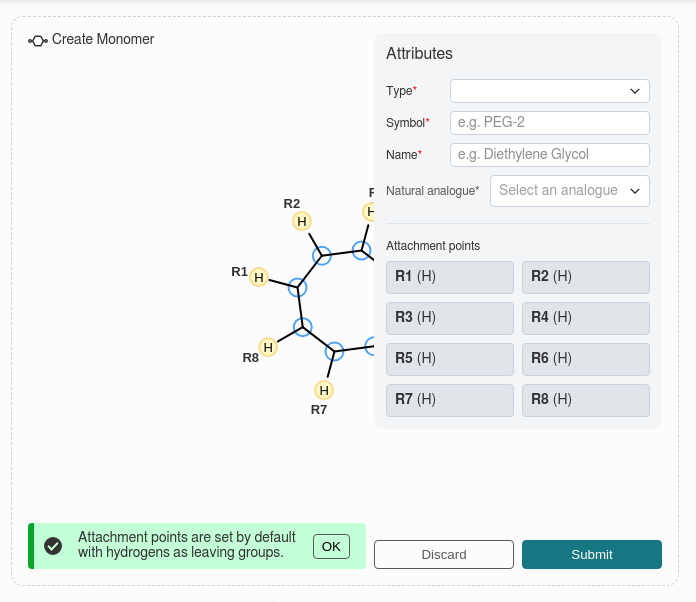 Create Monomer
Attributes
Type*
Symbol* e.g. PEG-2
Name* e.g. Diethylene Glycol
Natural analogue* Select an analogue
R2
H
H
R1
H
H
R8
H
R7
Attachment points
R1 (H) R2 (H)
R3 (H) R4 (H)
R5 (H) R6 (H)
R7 (H) R8 (H)
Attachment points are set by default
with hydrogens as leaving groups.
OK
Discard
Submit